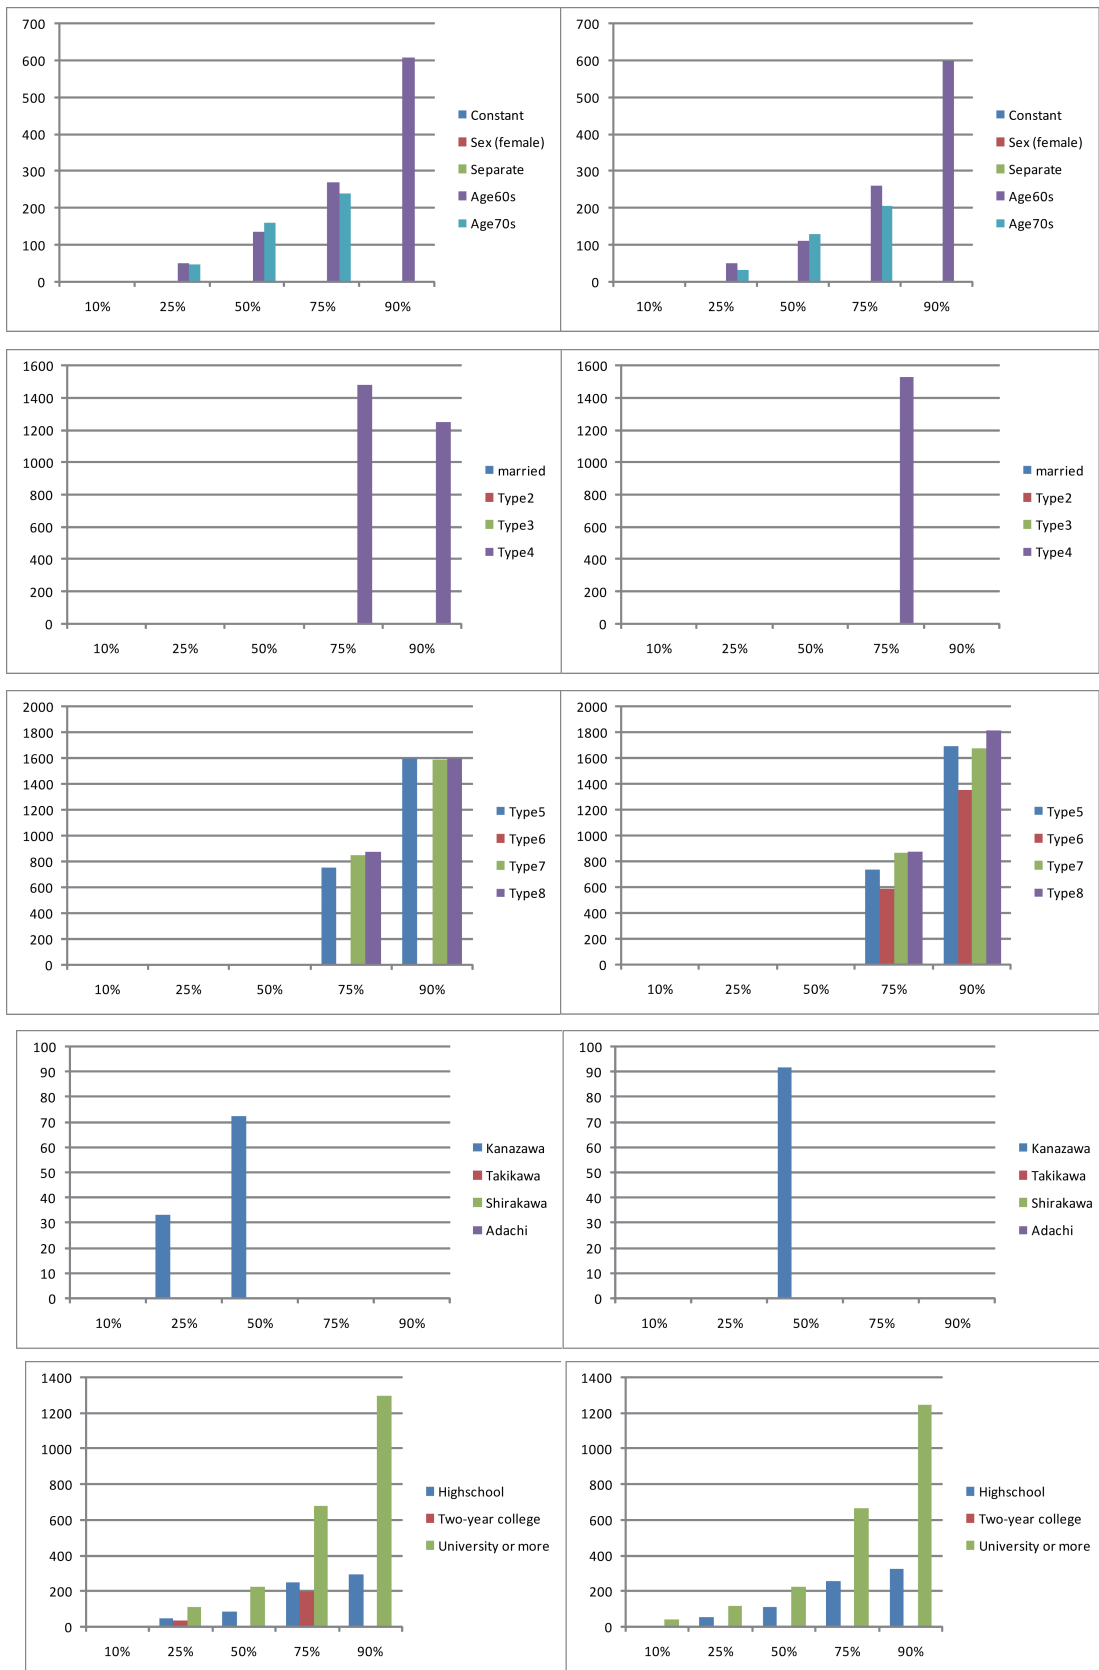 700
600
500
400
300
200
100
0
10% 25% 50% 75% 90%
Constant
Sex (female)
Separate
Age60s
Age70s
700
600
500
400
300
200
100
0
10% 25% 50% 75% 90%
Constant
Sex (female)
Separate
Age60s
Age70s
1600
1400
1200
1000
800
600
400
200
0
10% 25% 50% 75% 90%
married
Type2
Type3
Type4
1600
1400
1200
1000
800
600
400
200
0
10% 25% 50% 75% 90%
married
Type2
Type3
Type4
2000
1800
1600
1400
1200
1000
800
600
400
200
0
10% 25% 50% 75% 90%
Type5
Type6
Type7
Type8
2000
1800
1600
1400
1200
1000
800
600
400
200
0
10% 25% 50% 75% 90%
Type5
Type6
Type7
Type8
100
90
80
70
60
50
40
30
20
10
0
10% 25% 50% 75% 90%
Kanazawa
Takikawa
Shirakawa
Adachi
100
90
80
70
60
50
40
30
20
10
0
10% 25% 50% 75% 90%
Kanazawa
Takikawa
Shirakawa
Adachi
1400
1200
1000
800
600
400
200
0
10% 25% 50% 75% 90%
Highschool
Two-year college
University or more
1400
1200
1000
800
600
400
200
0
10% 25% 50% 75% 90%
Highschool
Two-year college
University or more